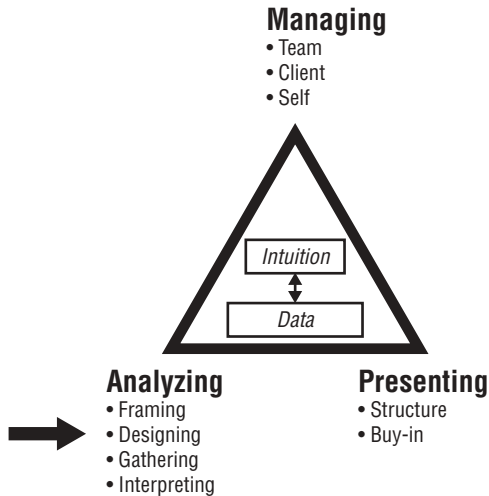 Managing
• Team
• Client
• Self
Intuition
Data
Analyzing
• Framing
• Designing
• Gathering
• Interpreting
Presenting
• Structure
• Buy-in